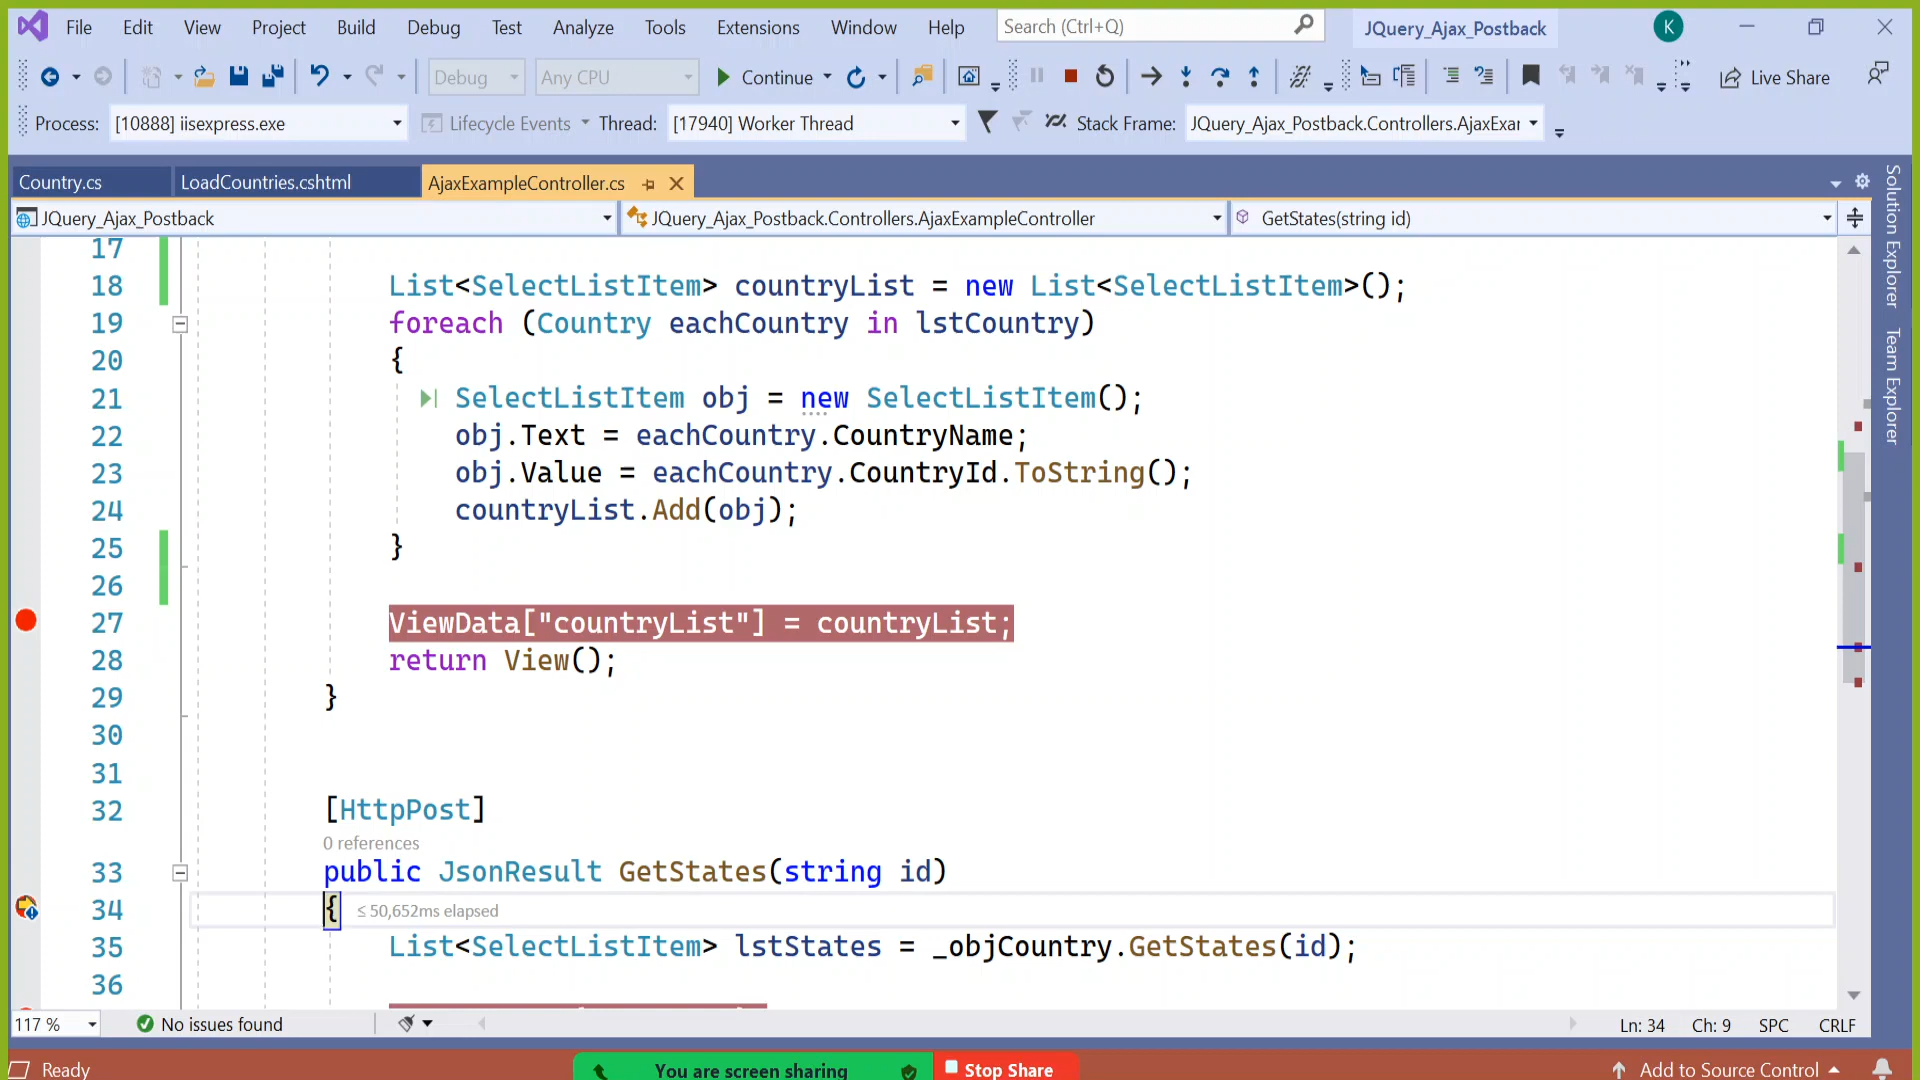 File Edit View Project Build Debug Test Analyze Tools Extensions Window Help Search (Ctrl+Q) JQuery_Ajax_Postback K
Debug Any CPU Continue Live Share
Process: [10888] iisexpress.exe Lifecycle Events Thread: [17940] Worker Thread Stack Frame: JQuery_Ajax_Postback.Controllers.AjaxExar
Country.cs LoadCountries.cshtml AjaxExampleController.cs
JQuery_Ajax_Postback JQuery_Ajax_Postback.Controllers.AjaxExampleController GetStates(string id)
Solution Explorer
Team Explorer
17
18 List<SelectListItem> countryList = new List<SelectListItem>();
19 foreach (Country eachCountry in lstCountry)
20 {
21 SelectListItem obj = new SelectListItem();
22 obj.Text = eachCountry.CountryName;
23 obj.Value = eachCountry.CountryId.ToString();
24 countryList.Add(obj);
25 }
26
27 ViewData["countryList"] = countryList;
28 return View();
29 }
30
31
32 [HttpPost]
0 references
33 public JsonResult GetStates(string id)
34 { ≤ 50,652ms elapsed
35 List<SelectListItem> lstStates = _objCountry.GetStates(id);
36
117 % No issues found Ln: 34 Ch: 9 SPC CRLF
Ready You are screen sharing Stop Share Add to Source Control